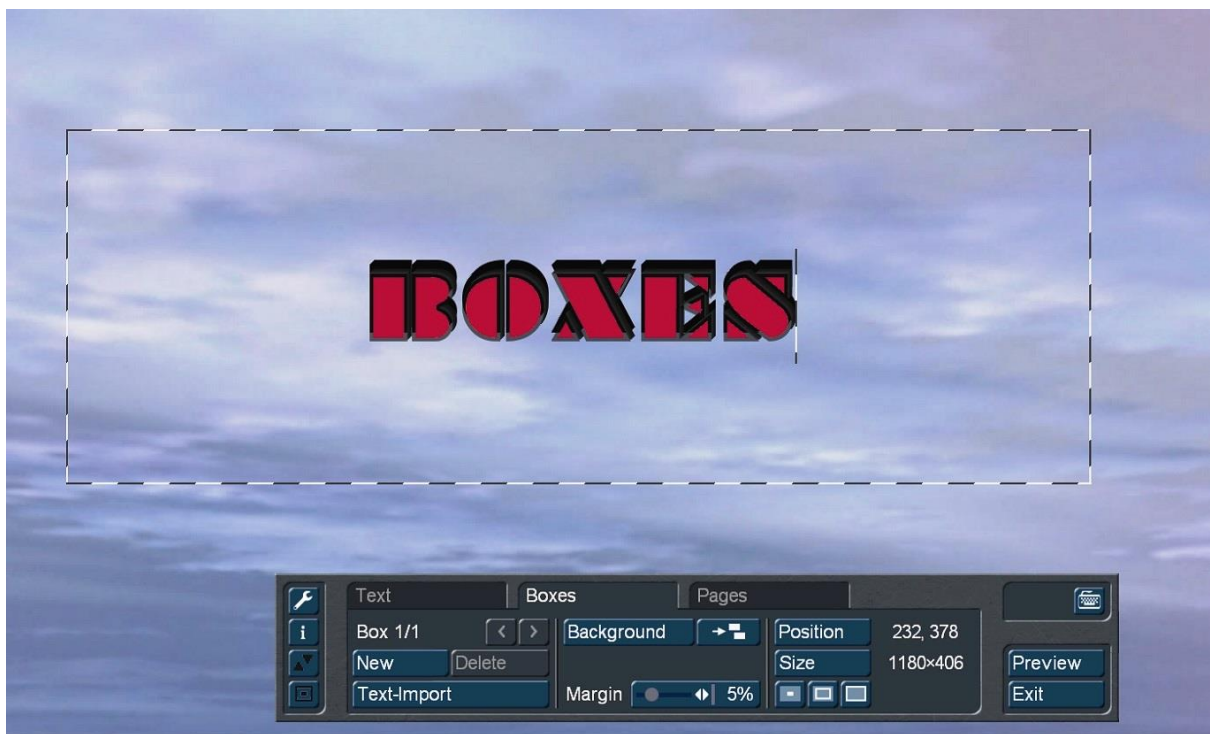 BOXES
Text Boxes Pages
Box 1/1 < > Background Position 232, 378
i
New Delete Size 1180×406 Preview
Text-Import Margin 5% Exit